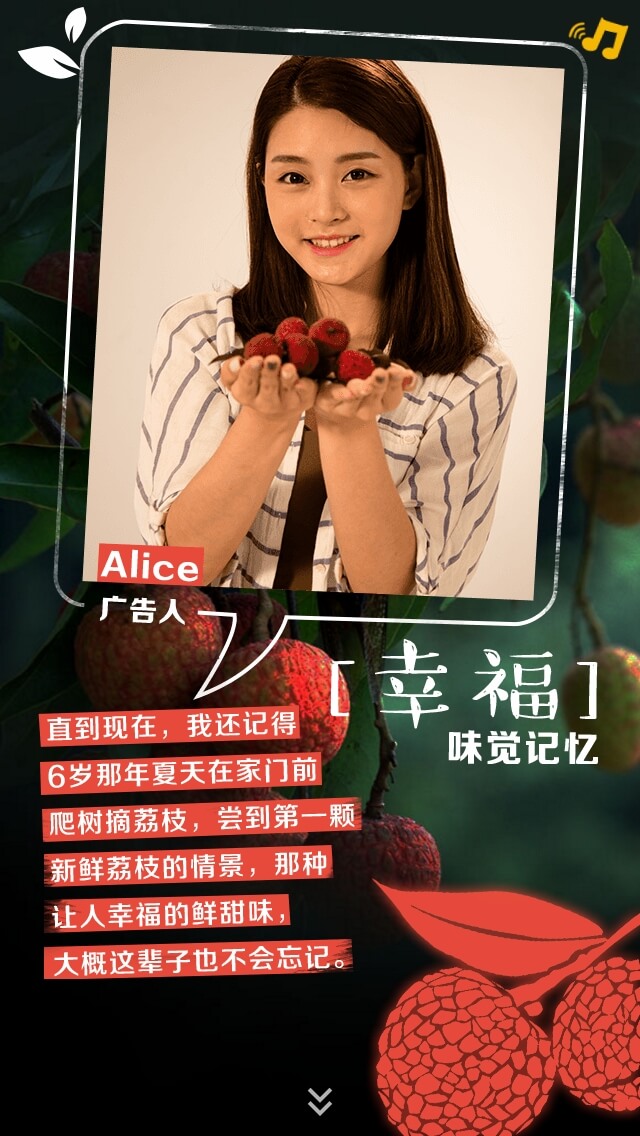 Alice
广告人
[幸福]
味觉记忆
直到现在，我还记得
6岁那年夏天在家门前
爬树摘荔枝，尝到第一颗
新鲜荔枝的情景，那种
让人幸福的鲜甜味，
大概这辈子也不会忘记。